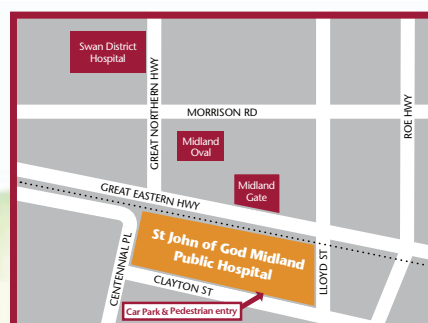 Swan District
Hospital
GREAT NORTHERN HWY
ROE HWY
MORRISON RD
Midland
Oval
Midland
Gate
GREAT EASTERN HWY
St John of God Midland
Public Hospital
LLOYD ST
CENTENNIAL PL
CLAYTON ST
Car Park & Pedestrian entry